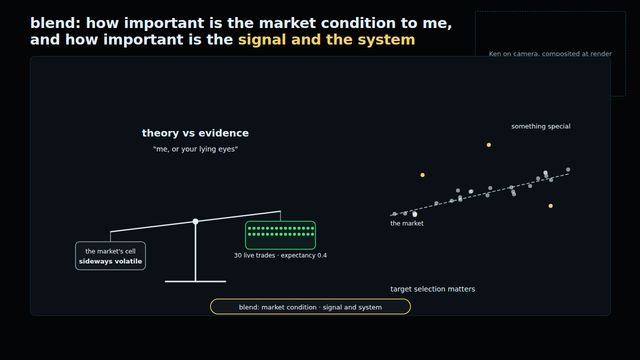 blend: how important is the market condition to me,
and how important is the signal and the system
Ken on camera, composited at render
something special
theory vs evidence
"me, or your lying eyes"
the market
the market's cell
sideways volatile
30 live trades · expectancy 0.4
target selection matters
blend: market condition · signal and system